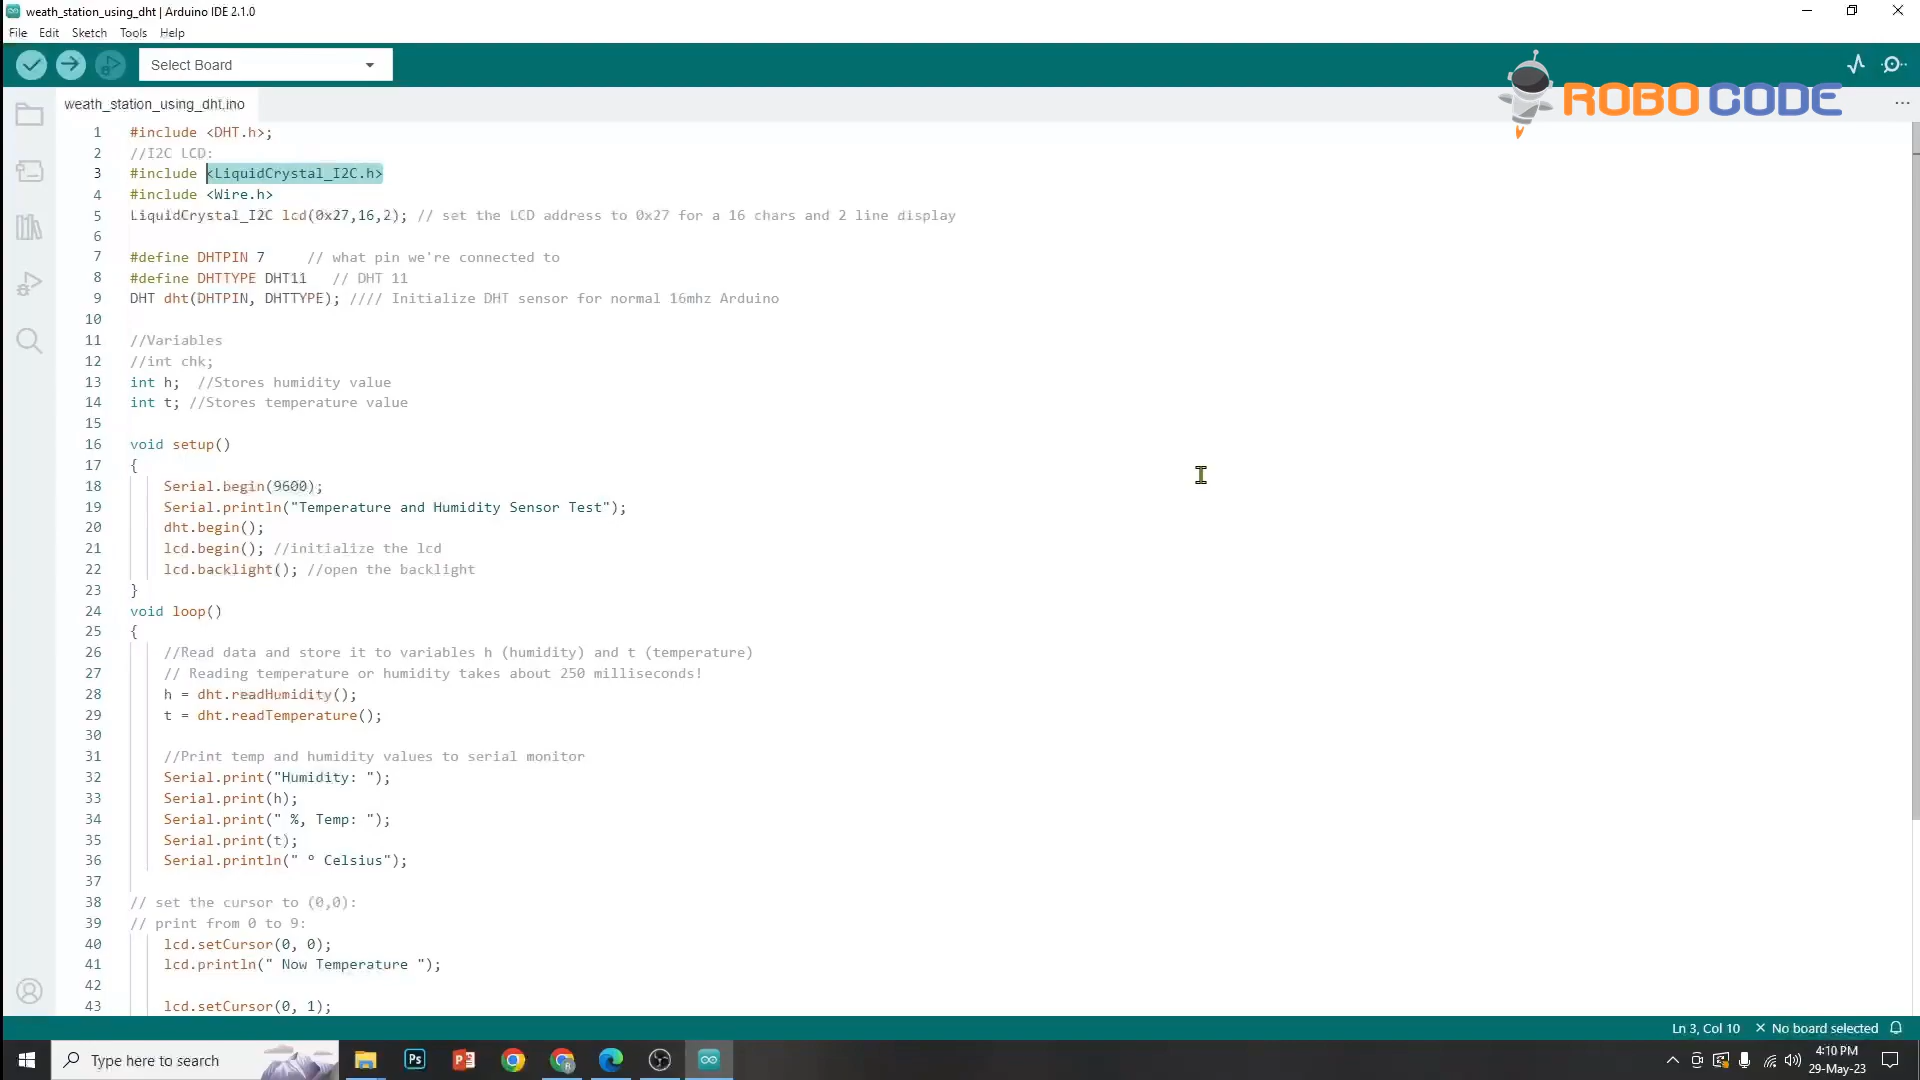 weath_station_using_dht | Arduino IDE 2.1.0
File Edit Sketch Tools Help
Select Board
ROBO CODE
weath_station_using_dht.ino
1 #include <DHT.h>;
2 //I2C LCD:
3 #include <LiquidCrystal_I2C.h>
4 #include <Wire.h>
5 LiquidCrystal_I2C lcd(0x27,16,2); // set the LCD address to 0x27 for a 16 chars and 2 line display
6
7 #define DHTPIN 7 // what pin we're connected to
8 #define DHTTYPE DHT11 // DHT 11
9 DHT dht(DHTPIN, DHTTYPE); //// Initialize DHT sensor for normal 16mhz Arduino
10
11 //Variables
12 //int chk;
13 int h; //Stores humidity value
14 int t; //Stores temperature value
15
16 void setup()
17 {
18 Serial.begin(9600);
19 Serial.println("Temperature and Humidity Sensor Test");
20 dht.begin();
21 lcd.begin(); //initialize the lcd
22 lcd.backlight(); //open the backlight
23 }
24 void loop()
25 {
26 //Read data and store it to variables h (humidity) and t (temperature)
27 // Reading temperature or humidity takes about 250 milliseconds!
28 h = dht.readHumidity();
29 t = dht.readTemperature();
30
31 //Print temp and humidity values to serial monitor
32 Serial.print("Humidity: ");
33 Serial.print(h);
34 Serial.print(" %, Temp: ");
35 Serial.print(t);
36 Serial.println(" º Celsius");
37
38 // set the cursor to (0,0):
39 // print from 0 to 9:
40 lcd.setCursor(0, 0);
41 lcd.println(" Now Temperature ");
42
43 lcd.setCursor(0, 1);
Ln 3, Col 10 No board selected
Type here to search
Ps
4:10 PM
29-May-23